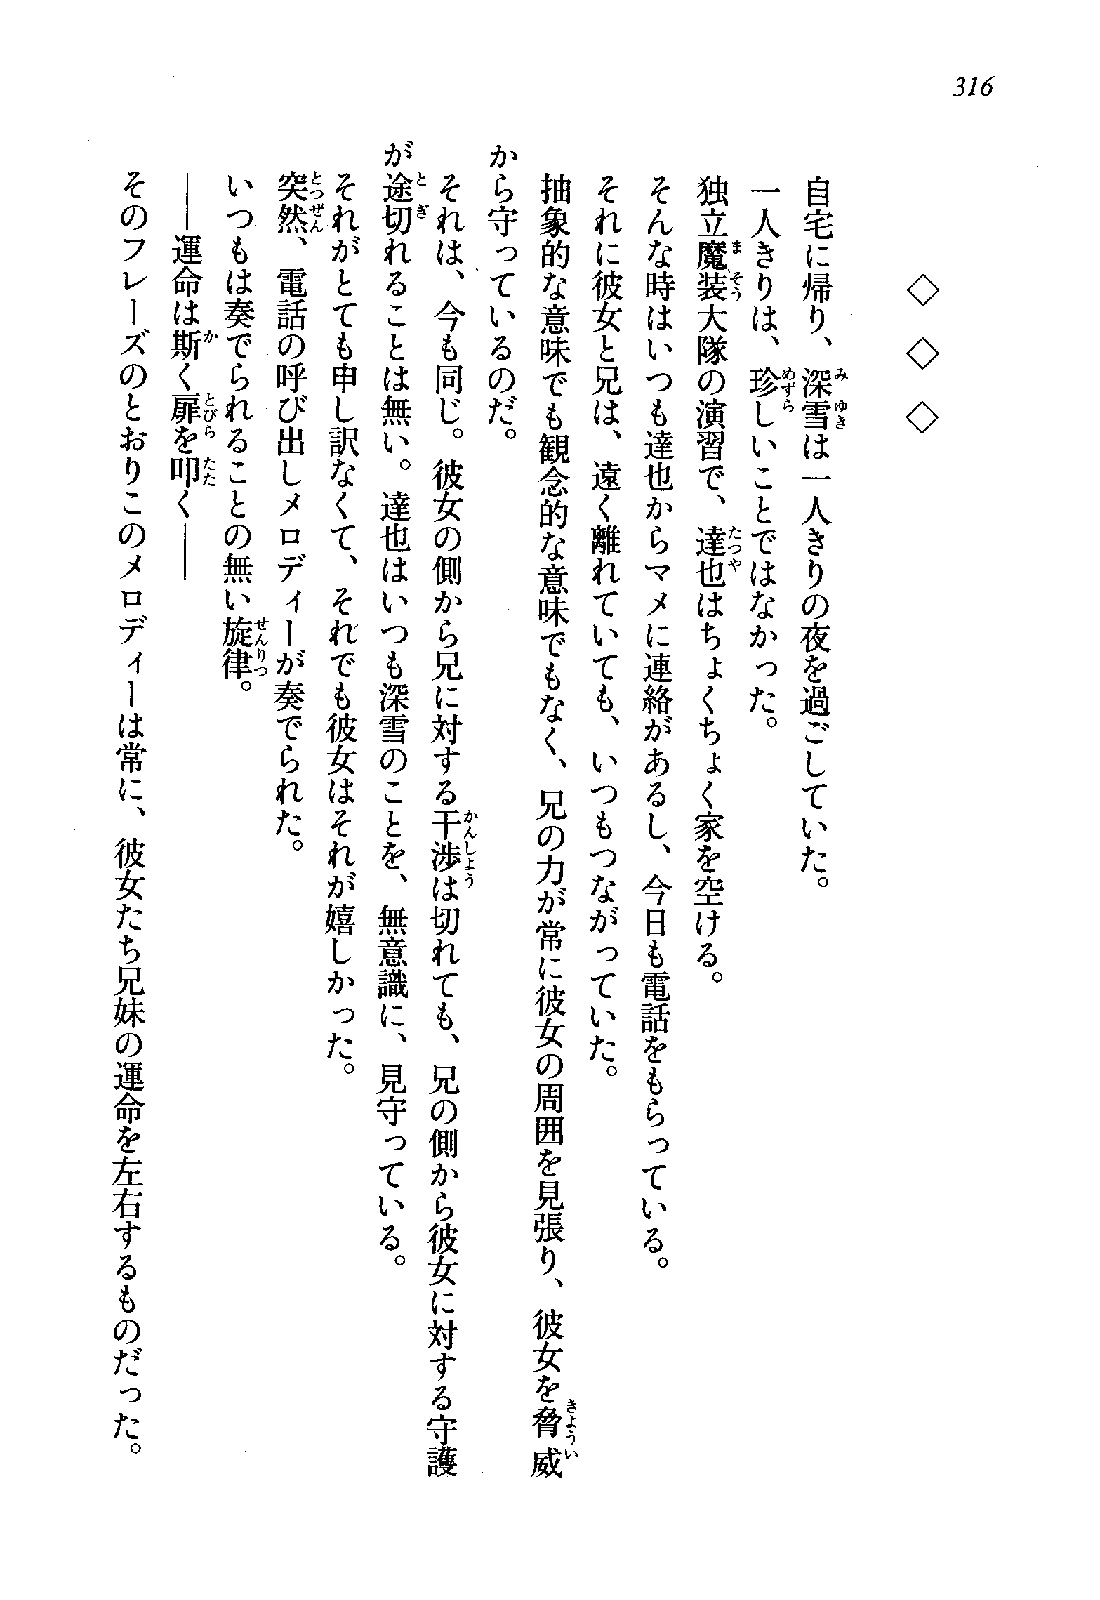 316
◇ ◇ ◇
自宅に帰り、深雪は一人きりの夜を過ごしていた。
一人きりは、珍しいことではなかった。
独立魔装大隊の演習で、達也はちょくちょく家を空ける。
そんな時はいつも達也からマメに連絡があるし、今日も電話をもらっている。
それに彼女と兄は、遠く離れていても、いつもつながっていた。
抽象的な意味でも観念的な意味でもなく、兄の力が常に彼女の周囲を見張り、彼女を脅威
から守っているのだ。
それは、今も同じ。彼女の側から兄に対する干渉は切れても、兄の側から彼女に対する守護
が途切れることは無い。達也はいつも深雪のことを、無意識に、見守っている。
それがとても申し訳なくて、それでも彼女はそれが嬉しかった。
突然、電話の呼び出しメロディーが奏でられた。
いつもは奏でられることの無い旋律。
――運命は斯く扉を叩く――
そのフレーズのとおりこのメロディーは常に、彼女たち兄妹の運命を左右するものだった。